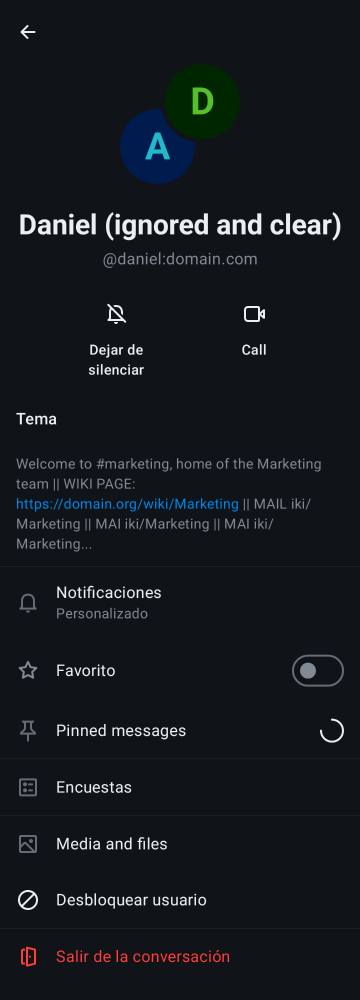 D
A
Daniel (ignored and clear)
@daniel:domain.com
Dejar de
silenciar
Call
Tema
Welcome to #marketing, home of the Marketing
team || WIKI PAGE:
https://domain.org/wiki/Marketing || MAIL iki/
Marketing || MAI iki/Marketing || MAI iki/
Marketing...
Notificaciones
Personalizado
Favorito
Pinned messages
Encuestas
Media and files
Desbloquear usuario
Salir de la conversación